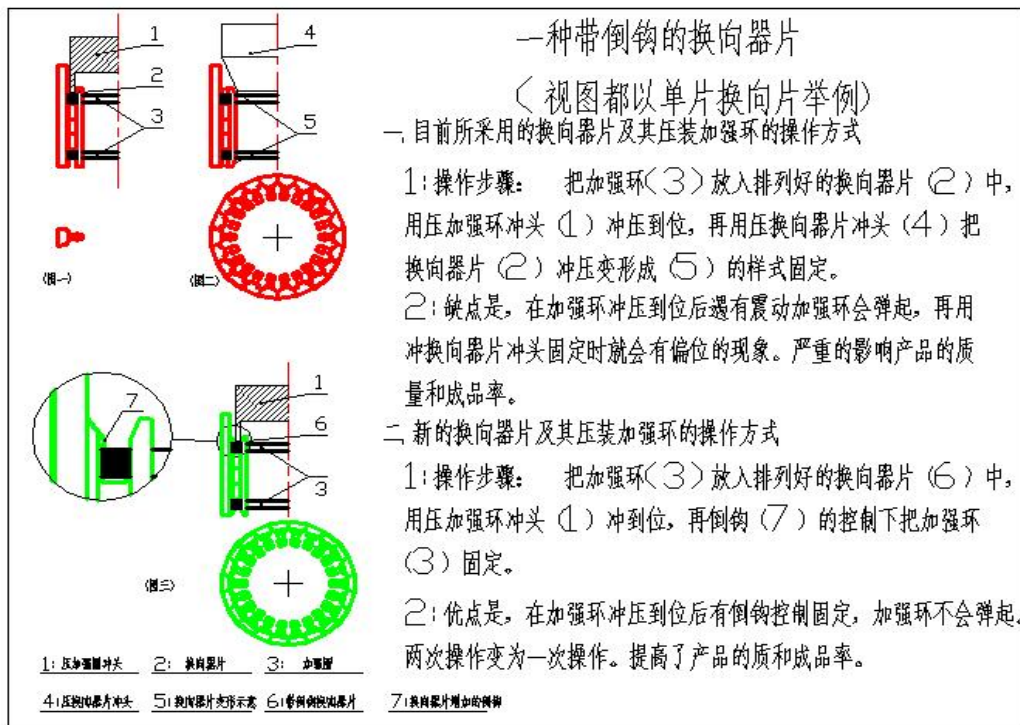 一种带倒钩的换向器片
（视图都以单片换向片举例）
一、目前所采用的换向器片及其压装加强环的操作方式
1：操作步骤： 把加强环（3）放入排列好的换向器片（2）中，
用压加强环冲头（1）冲压到位，再用压换向器片冲头（4）把
换向器片（2）冲压变形成（5）的样式固定。
2：缺点是，在加强环冲压到位后遇有震动加强环会弹起，再用
冲换向器片冲头固定时就会有偏位的现象。严重的影响产品的质
量和成品率。
二、新的换向器片及其压装加强环的操作方式
1：操作步骤： 把加强环（3）放入排列好的换向器片（6）中，
用压加强环冲头（1）冲到位，再倒钩（7）的控制下把加强环
（3）固定。
2：优点是，在加强环冲压到位后有倒钩控制固定，加强环不会弹起。
两次操作变为一次操作。提高了产品的质和成品率。
1
2
3
4
5
（图一）
（图二）
7
1
6
3
（图三）
1：压加强圈冲头 2：换向器片 3：加强圈
4：压换向器片冲头 5：换向器片变形示意 6：带倒钩换向器片 7：换向器片增加的倒钩